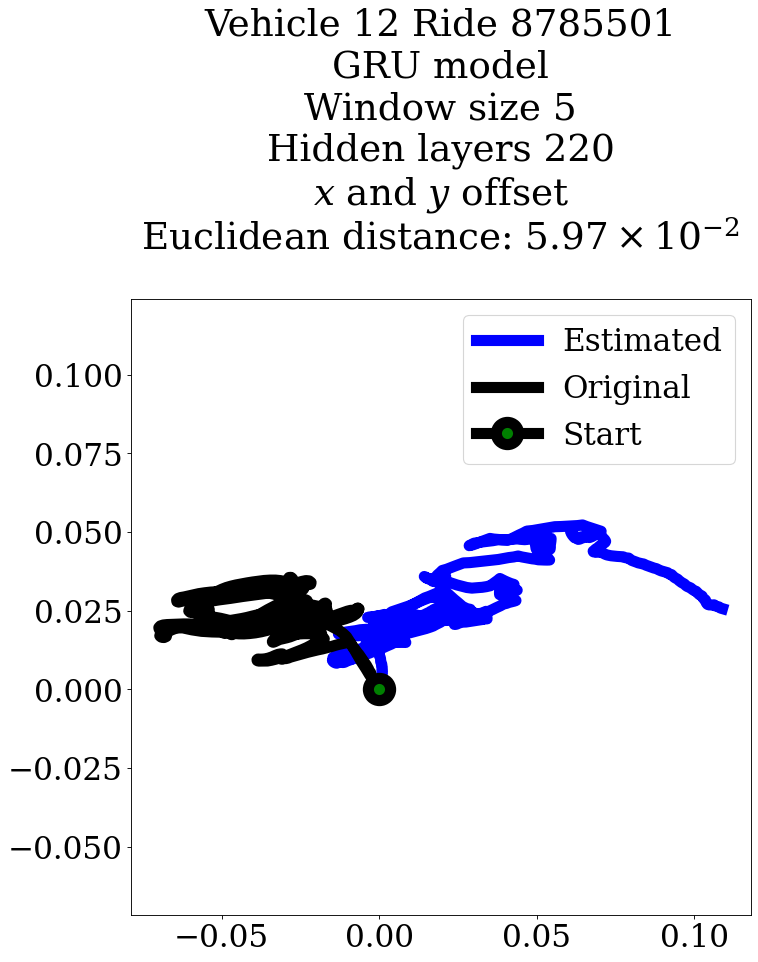 Vehicle 12 Ride 8785501
GRU model
Window size 5
Hidden layers 220
x and y offset
Euclidean distance: 5.97 × 10⁻²
Estimated
Original
Start
0.100
0.075
0.050
0.025
0.000
−0.025
−0.050
−0.05 0.00 0.05 0.10